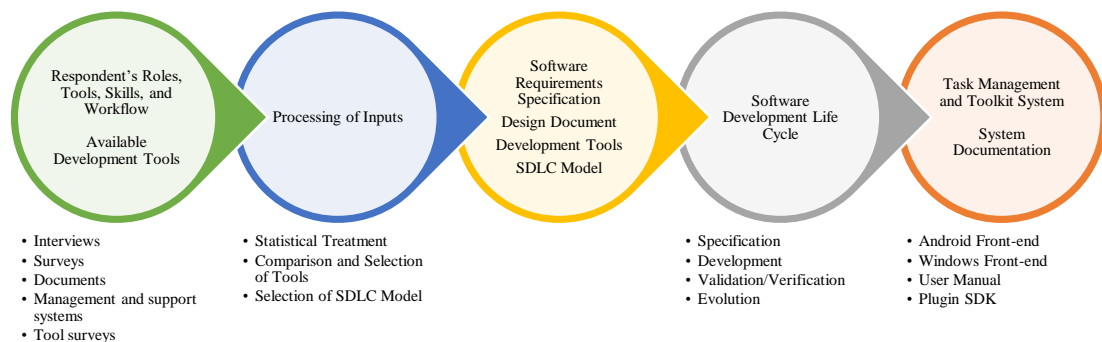 Respondent’s Roles,
Tools, Skills, and
Workflow
Available
Development Tools
Processing of Inputs
Software
Requirements
Specification
Design Document
Development Tools
SDLC Model
Software
Development Life
Cycle
Task Management
and Toolkit System
System
Documentation
• Interviews
• Surveys
• Documents
• Management and support
systems
• Tool surveys
• Statistical Treatment
• Comparison and Selection
of Tools
• Selection of SDLC Model
• Specification
• Development
• Validation/Verification
• Evolution
• Android Front-end
• Windows Front-end
• User Manual
• Plugin SDK